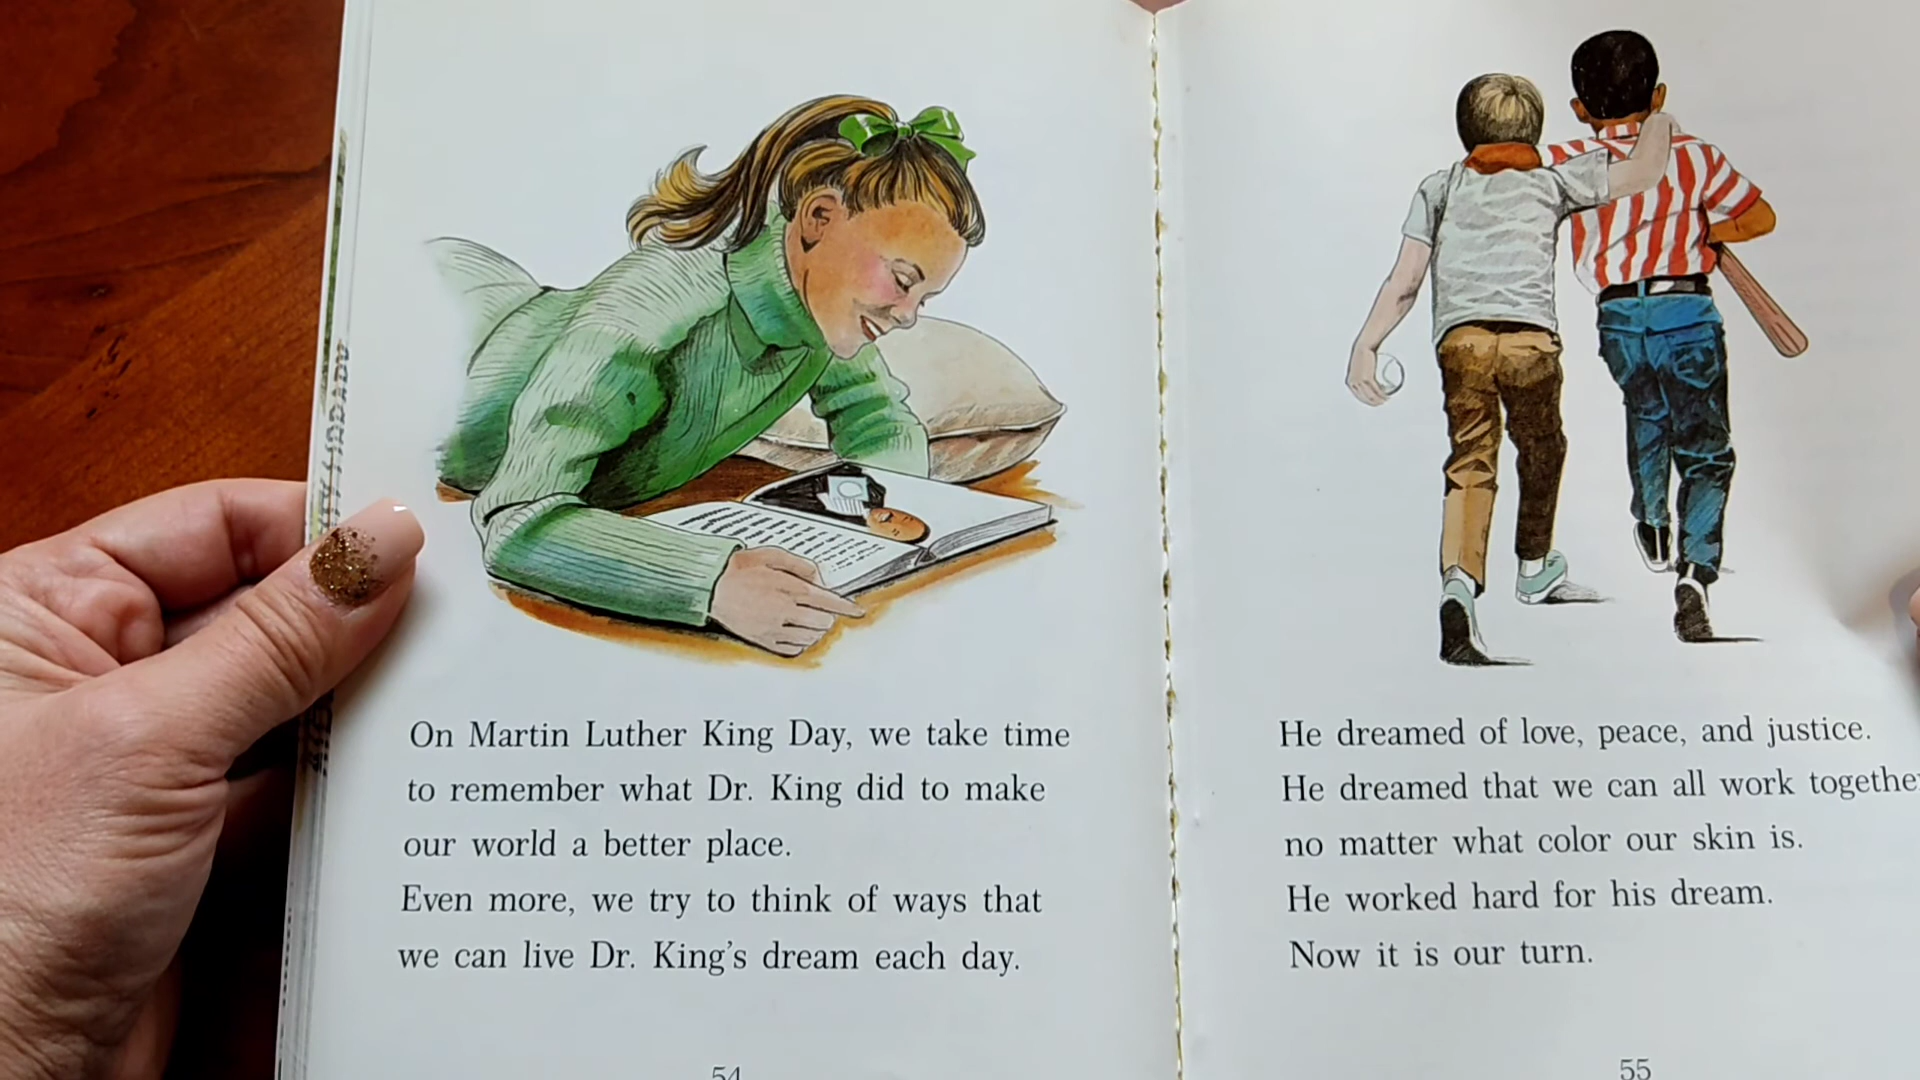 On Martin Luther King Day, we take time
to remember what Dr. King did to make
our world a better place.
Even more, we try to think of ways that
we can live Dr. King's dream each day.
54
He dreamed of love, peace, and justice.
He dreamed that we can all work together
no matter what color our skin is.
He worked hard for his dream.
Now it is our turn.
55